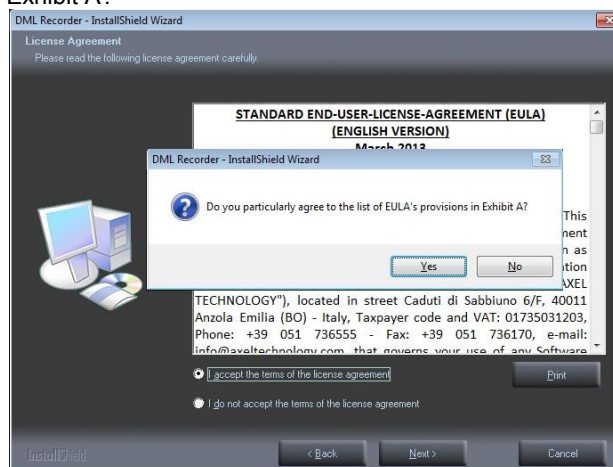 Exhibit A?
DML Recorder - InstallShield Wizard
License Agreement
Please read the following license agreement carefully.
STANDARD END-USER-LICENSE-AGREEMENT (EULA)
(ENGLISH VERSION)
March 2013
DML Recorder - InstallShield Wizard
Do you particularly agree to the list of EULA's provisions in Exhibit A?
Yes
No
This
ment
n as
tion
AXEL
TECHNOLOGY"), located in street Caduti di Sabbiuno 6/F, 40011
Anzola Emilia (BO) - Italy, Taxpayer code and VAT: 01735031203,
Phone: +39 051 736555 - Fax: +39 051 736170, e-mail:
info@axeltechnology.com, that governs your use of any Software
I accept the terms of the license agreement
Print
I do not accept the terms of the license agreement
InstallShield
< Back
Next >
Cancel